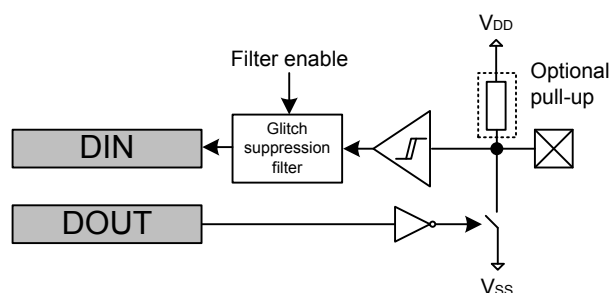 VDD
Filter enable
Optional
pull-up
Glitch
suppression
filter
DIN
DOUT
VSS